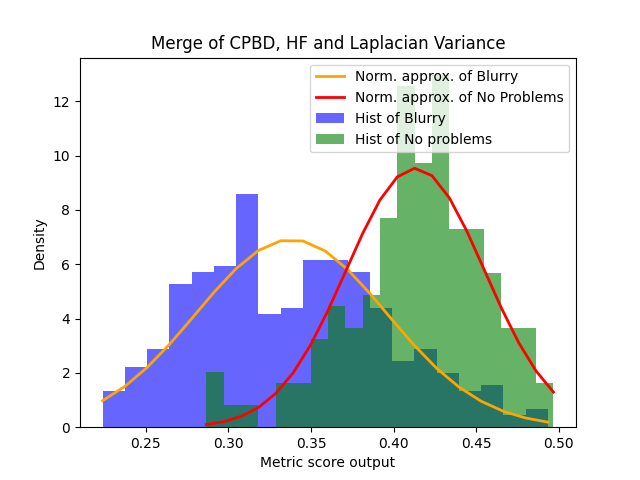 Merge of CPBD, HF and Laplacian Variance
Norm. approx. of Blurry
Norm. approx. of No Problems
Hist of Blurry
Hist of No problems
Density
12
10
8
6
4
2
0
0.25 0.30 0.35 0.40 0.45 0.50
Metric score output